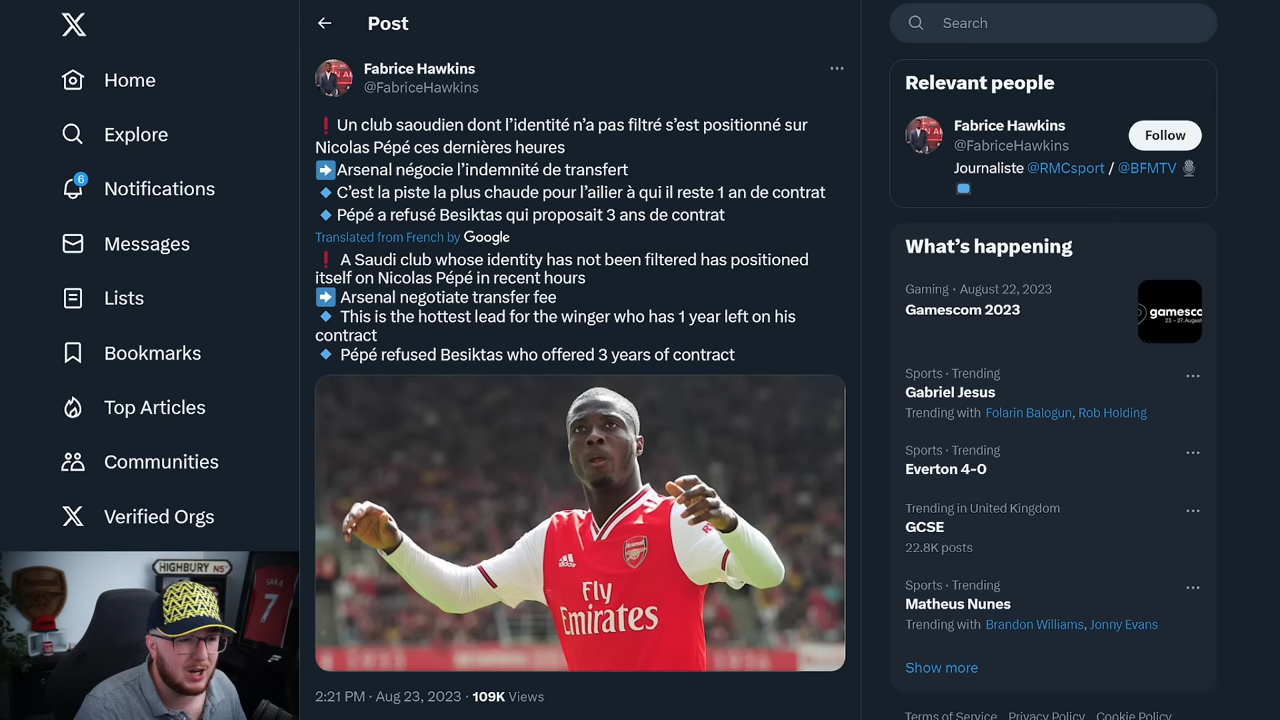 Home
Explore
6
Notifications
Messages
Lists
Bookmarks
Top Articles
Communities
Verified Orgs
HIGHBURY N5
SAKA
7
Post
Fabrice Hawkins
@FabriceHawkins
❗Un club saoudien dont l’identité n’a pas filtré s’est positionné sur
Nicolas Pépé ces dernières heures
➡️Arsenal négocie l’indemnité de transfert
🔹C’est la piste la plus chaude pour l’ailier à qui il reste 1 an de contrat
🔹Pépé a refusé Besiktas qui proposait 3 ans de contrat
Translated from French by Google
❗ A Saudi club whose identity has not been filtered has positioned
itself on Nicolas Pépé in recent hours
➡️ Arsenal negotiate transfer fee
🔹 This is the hottest lead for the winger who has 1 year left on his
contract
🔹 Pépé refused Besiktas who offered 3 years of contract
Arsenal
Fly
Emirates
2:21 PM · Aug 23, 2023 · 109K Views
Search
Relevant people
Fabrice Hawkins
@FabriceHawkins
Follow
Journaliste @RMCsport / @BFMTV 🎙️
What’s happening
Gaming · August 22, 2023
Gamescom 2023
gamesco
23. – 27. August
Sports · Trending
Gabriel Jesus
Trending with Folarin Balogun, Rob Holding
Sports · Trending
Everton 4-0
Trending in United Kingdom
GCSE
22.8K posts
Sports · Trending
Matheus Nunes
Trending with Brandon Williams, Jonny Evans
Show more
Terms of Service Privacy Policy Cookie Policy